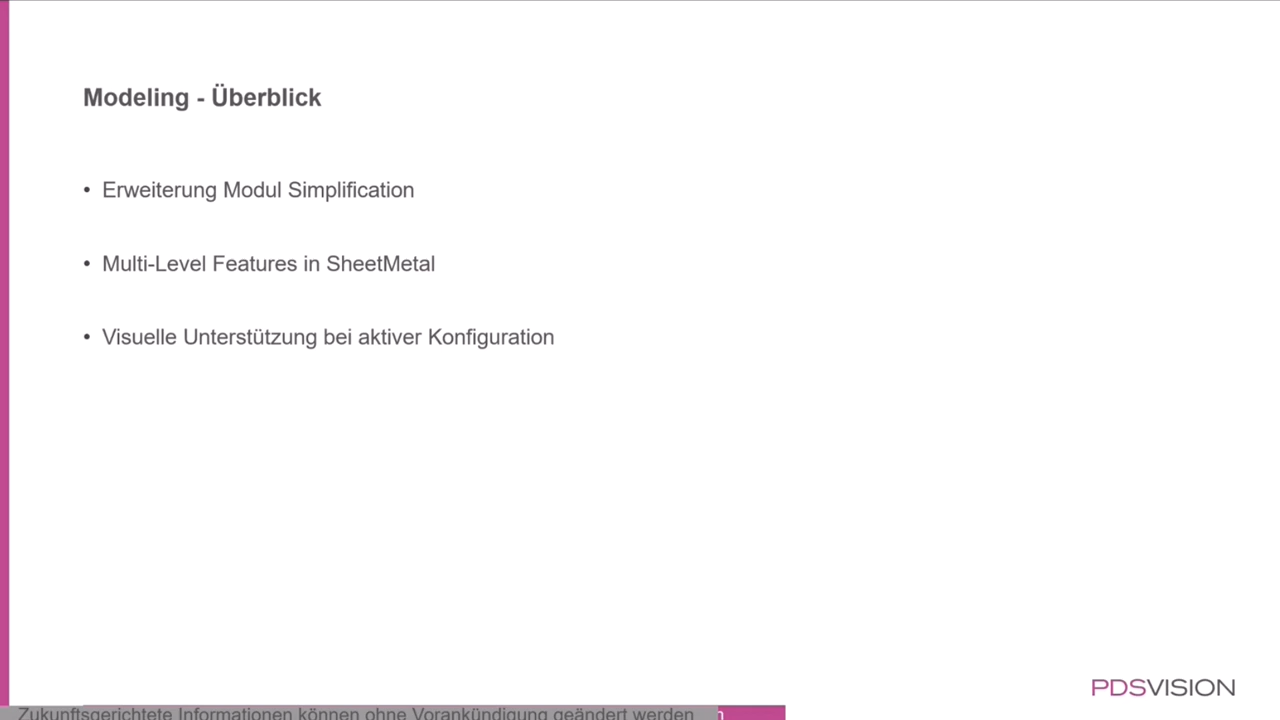 Modeling - Überblick
• Erweiterung Modul Simplification
• Multi-Level Features in SheetMetal
• Visuelle Unterstützung bei aktiver Konfiguration
PDSVISION
Zukunftsgerichtete Informationen können ohne Vorankündigung geändert werden